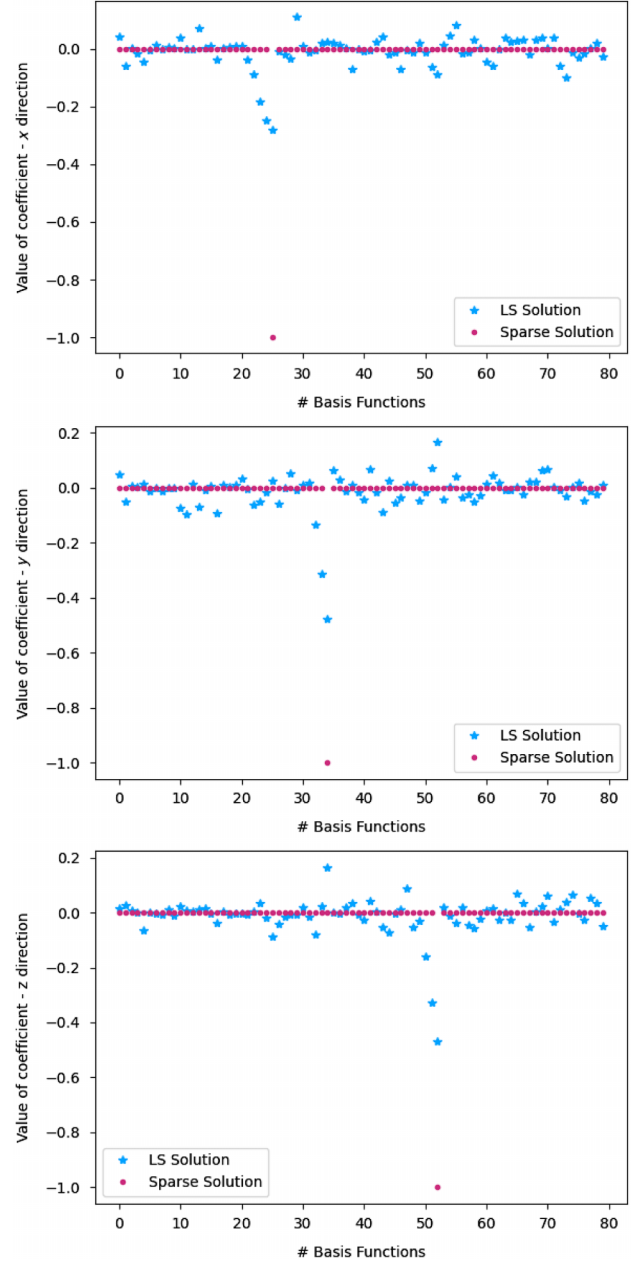 0.0
−0.2
−0.4
−0.6
−0.8
−1.0
Value of coefficient - x direction
LS Solution
Sparse Solution
0 10 20 30 40 50 60 70 80
# Basis Functions
0.2
0.0
−0.2
−0.4
−0.6
−0.8
−1.0
Value of coefficient - y direction
LS Solution
Sparse Solution
0 10 20 30 40 50 60 70 80
# Basis Functions
0.2
0.0
−0.2
−0.4
−0.6
−0.8
−1.0
Value of coefficient - z direction
LS Solution
Sparse Solution
0 10 20 30 40 50 60 70 80
# Basis Functions